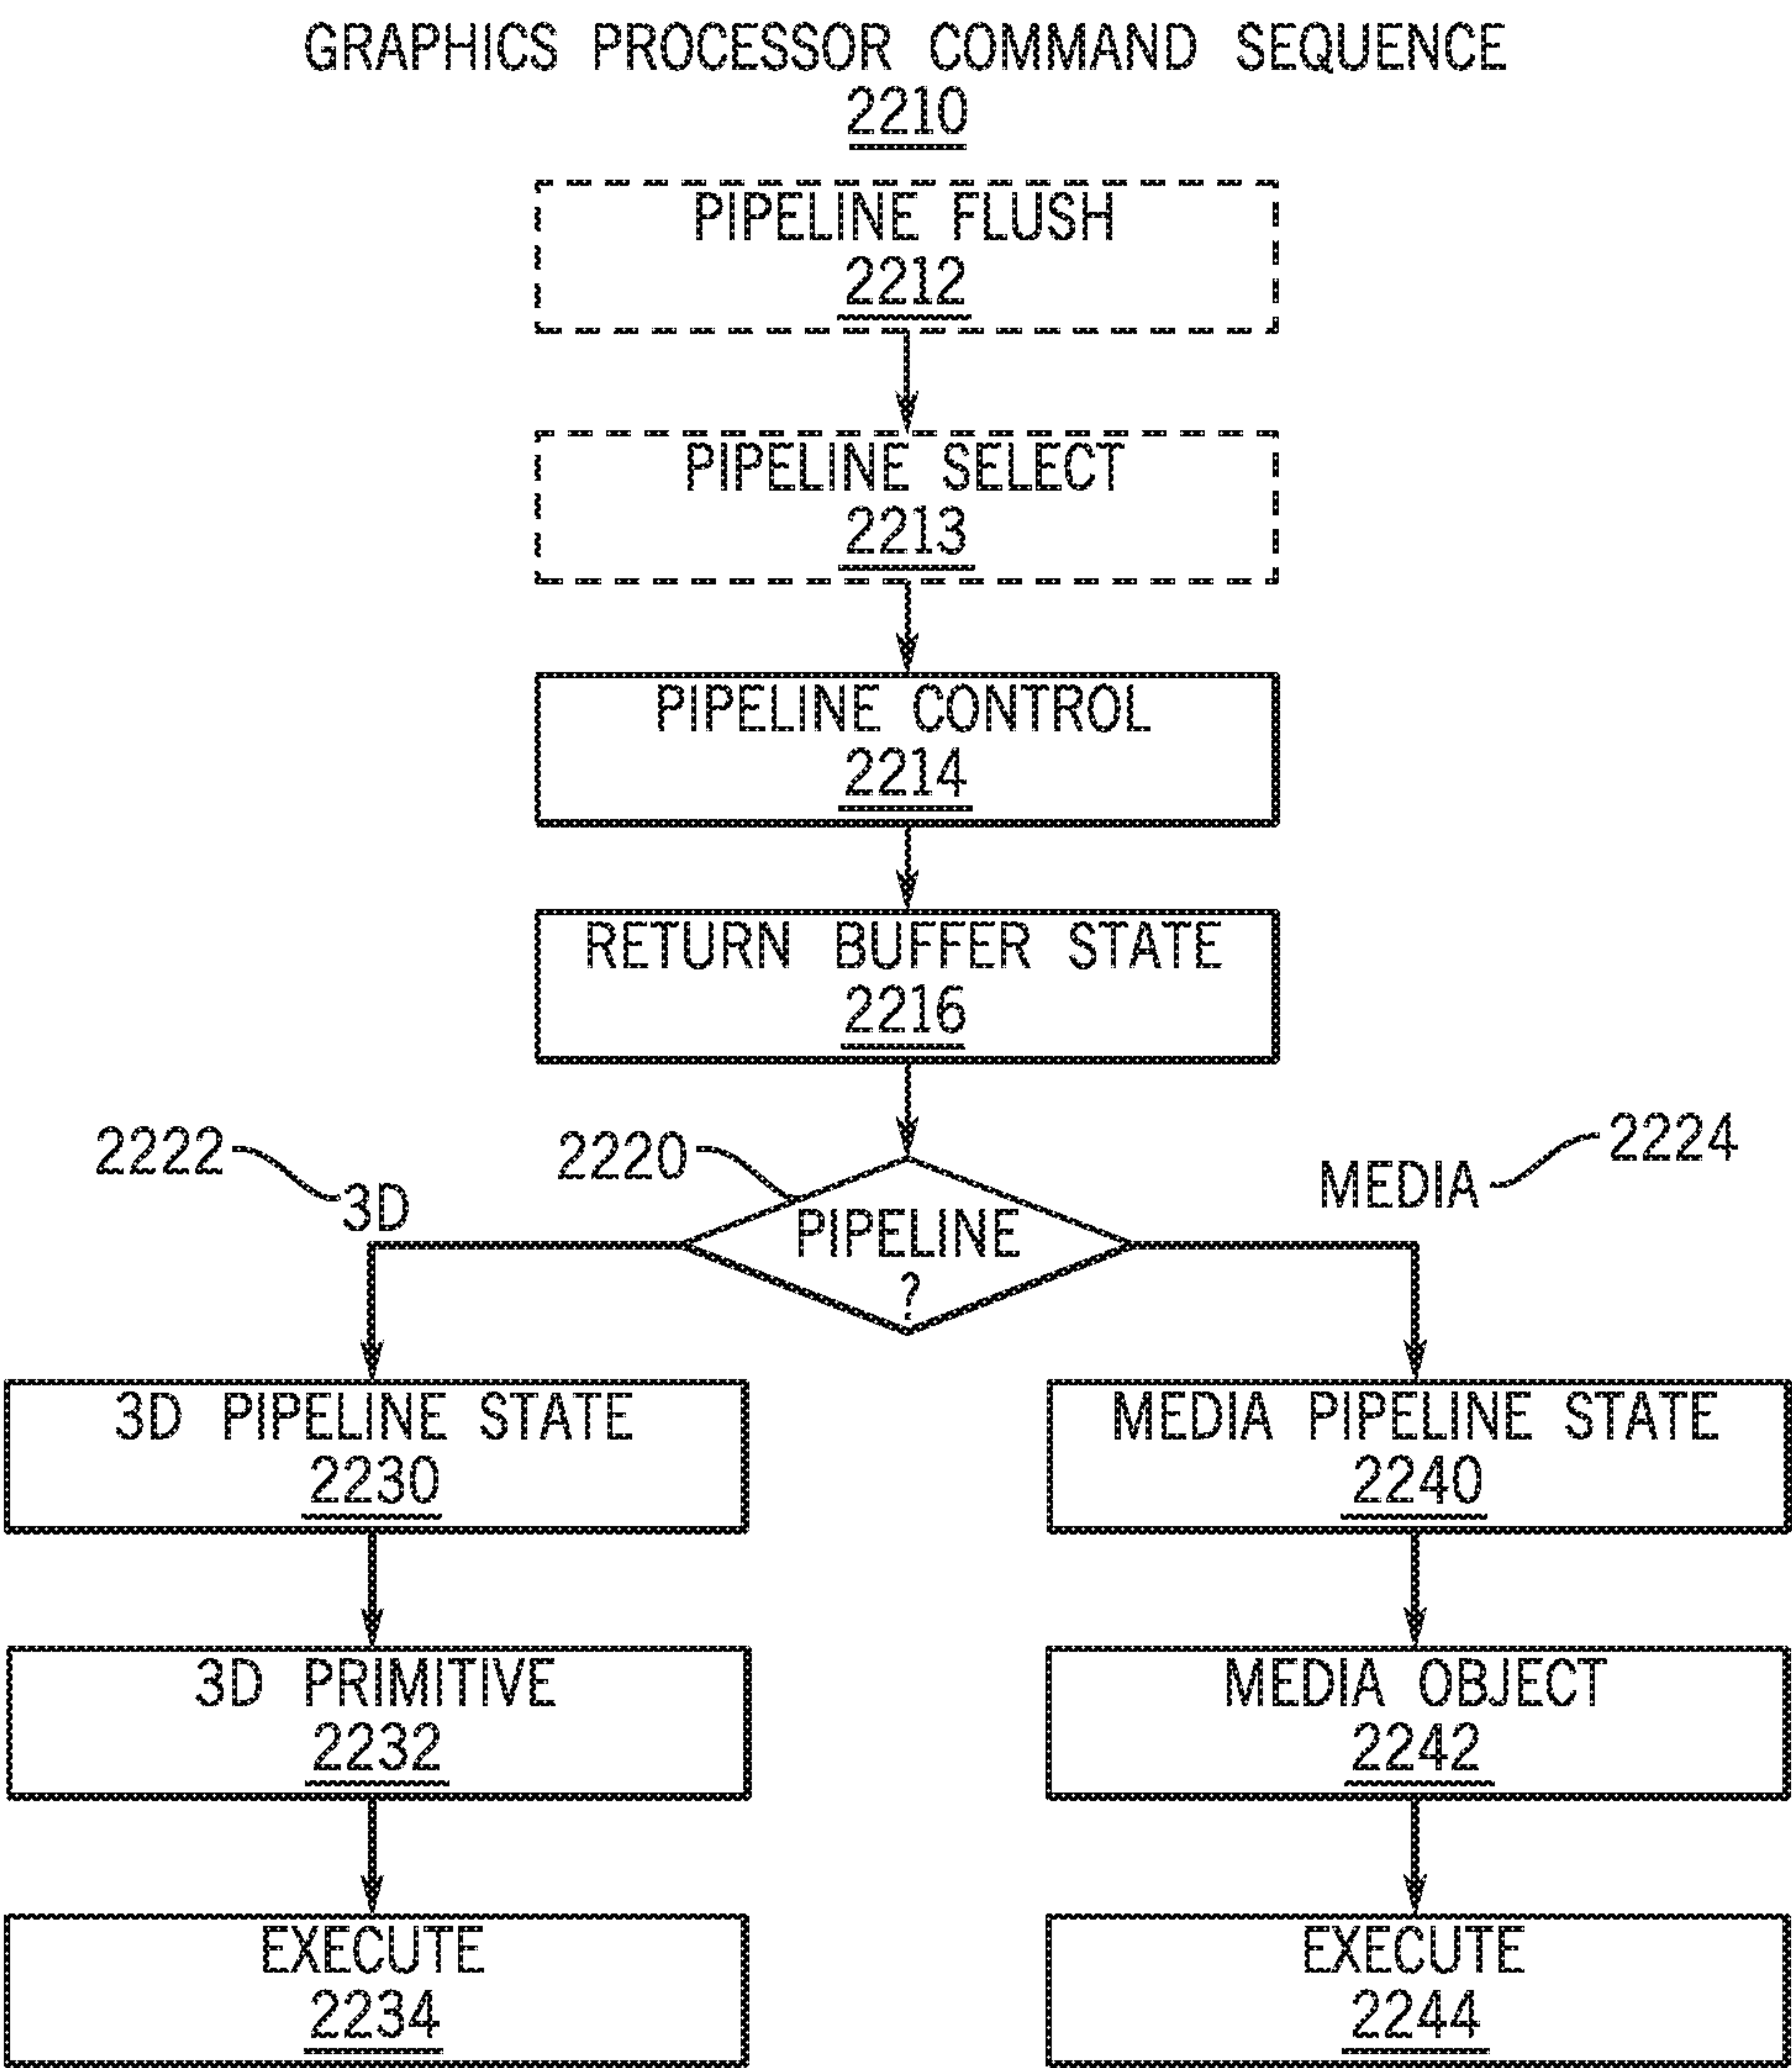 GRAPHICS PROCESSOR COMMAND SEQUENCE
2210
PIPELINE FLUSH
2212
PIPELINE SELECT
2213
PIPELINE CONTROL
2214
RETURN BUFFER STATE
2216
2222
3D
2220
PIPELINE
?
MEDIA
2224
3D PIPELINE STATE
2230
MEDIA PIPELINE STATE
2240
3D PRIMITIVE
2232
MEDIA OBJECT
2242
EXECUTE
2234
EXECUTE
2244